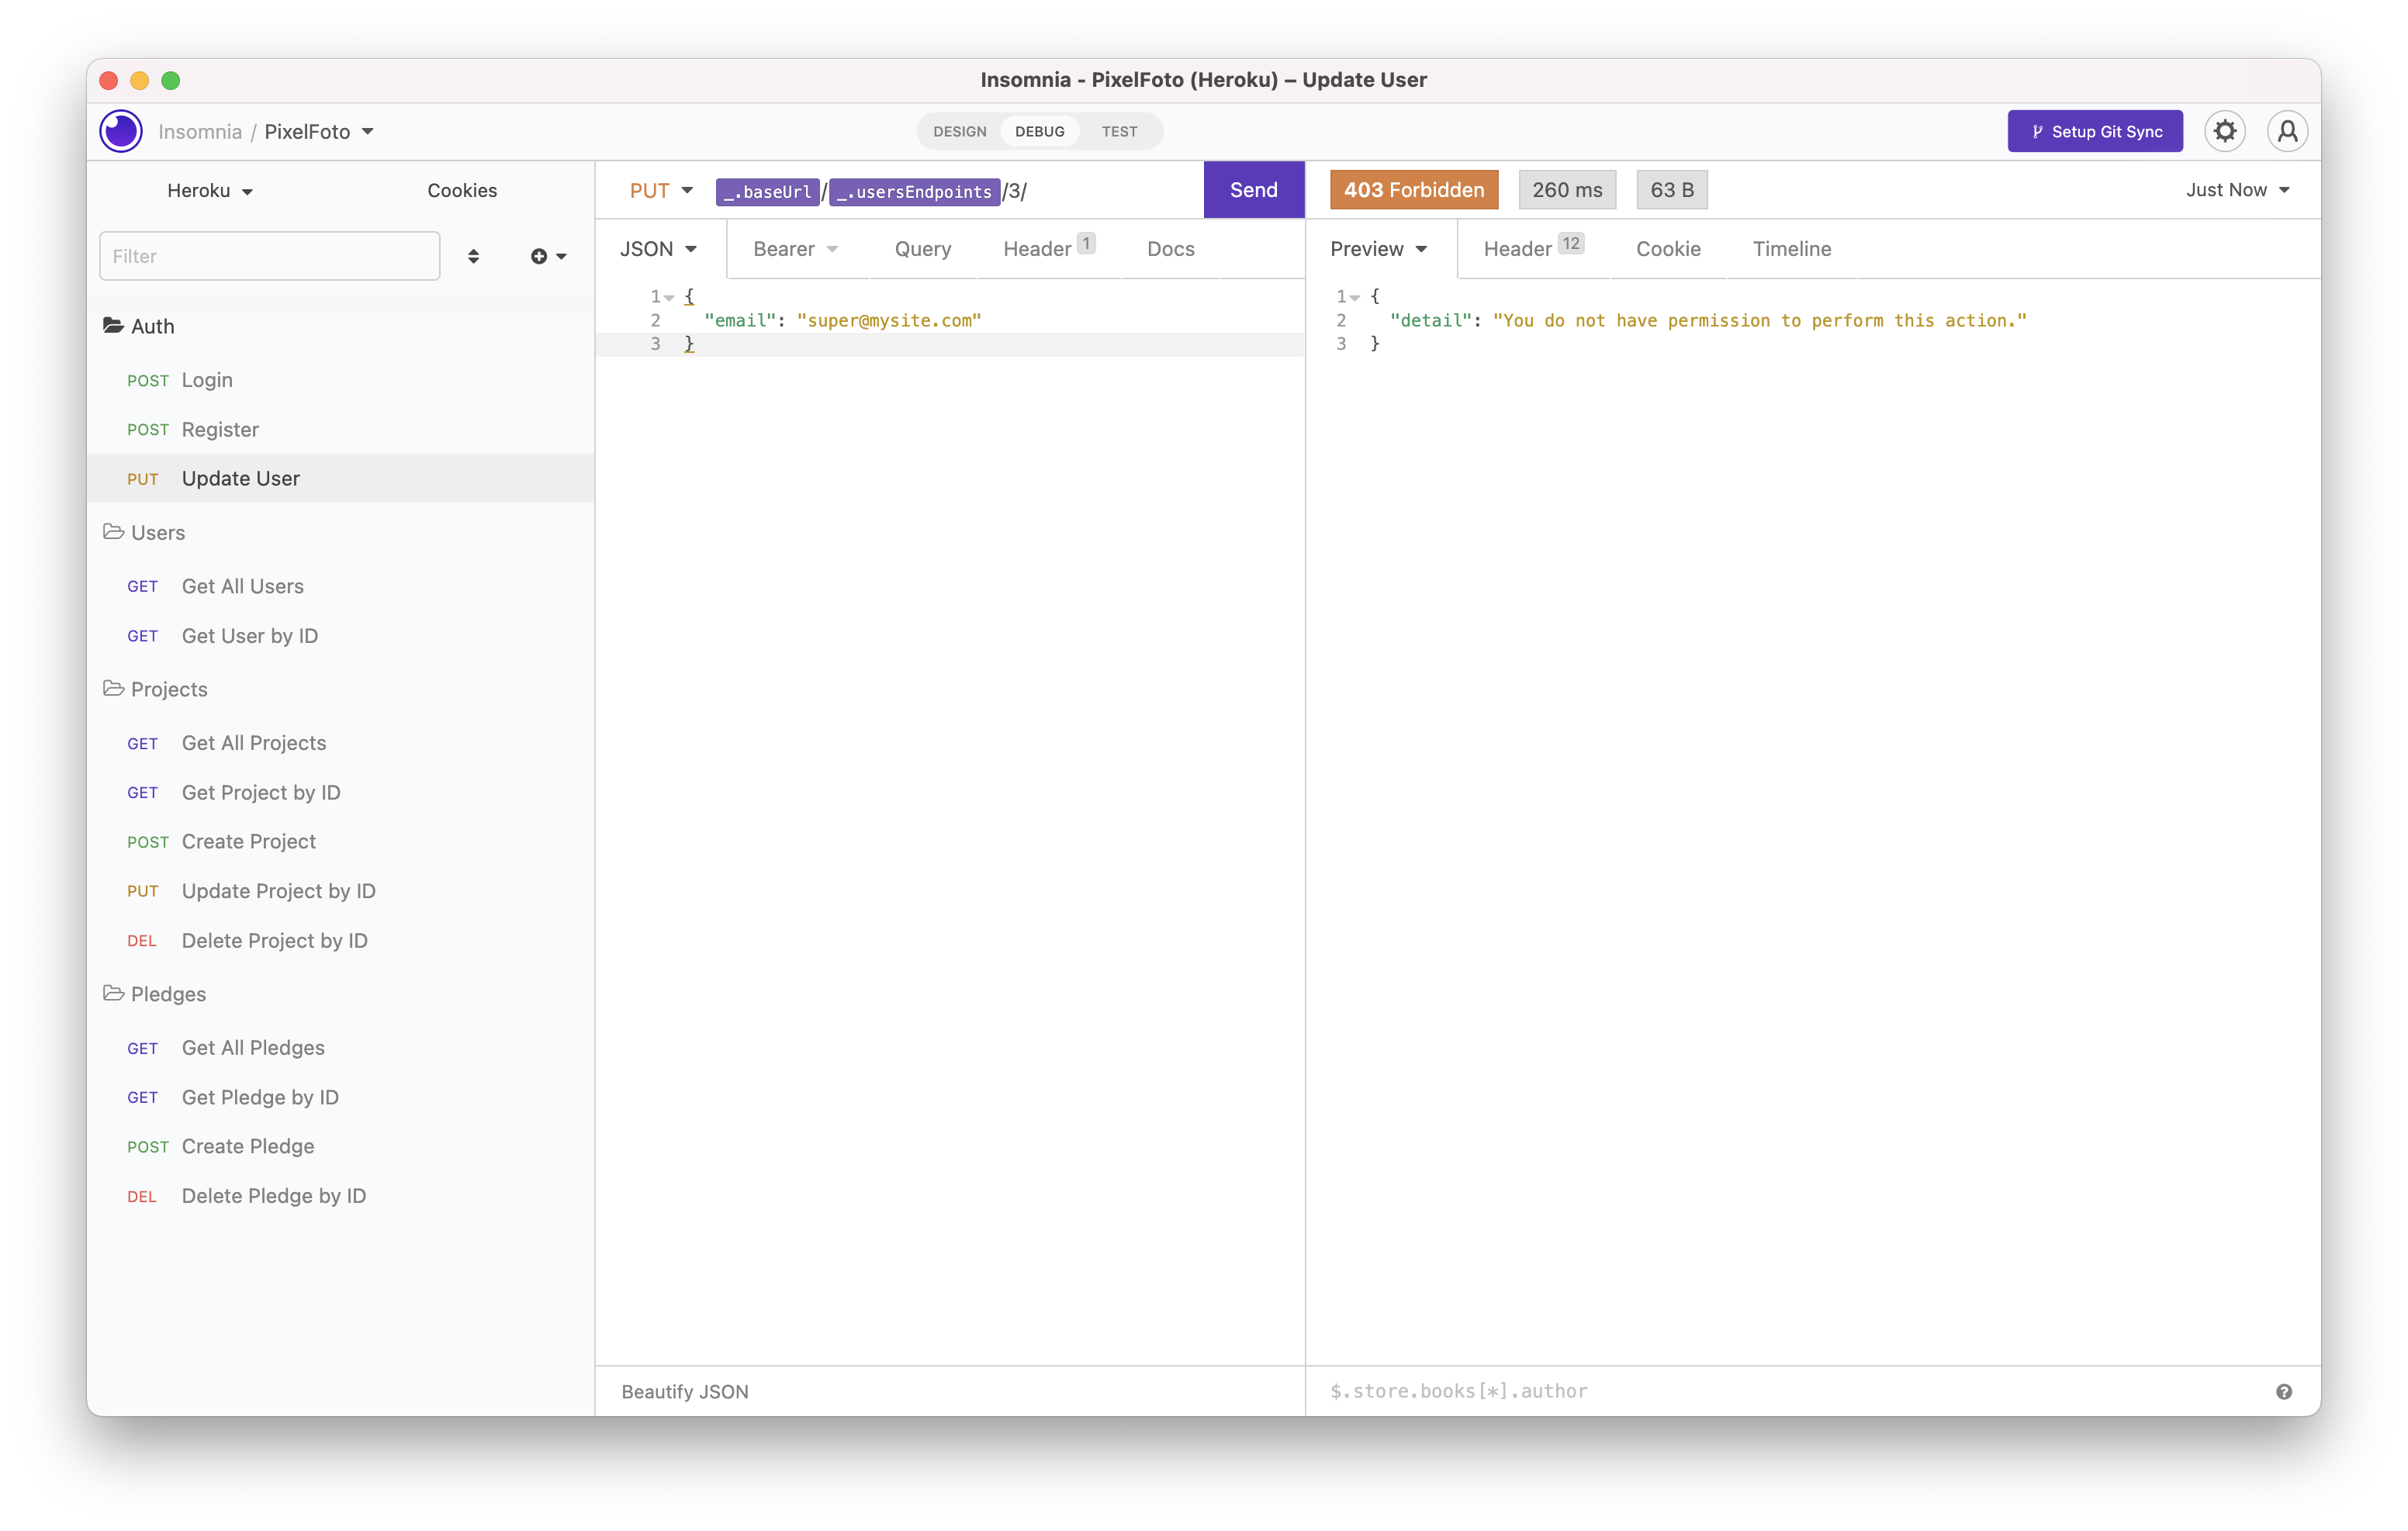 Insomnia - PixelFoto (Heroku) – Update User
Insomnia / PixelFoto
DESIGN DEBUG TEST
Setup Git Sync
Heroku Cookies
Filter
Auth
POST Login
POST Register
PUT Update User
Users
GET Get All Users
GET Get User by ID
Projects
GET Get All Projects
GET Get Project by ID
POST Create Project
PUT Update Project by ID
DEL Delete Project by ID
Pledges
GET Get All Pledges
GET Get Pledge by ID
POST Create Pledge
DEL Delete Pledge by ID
PUT _.baseUrl/_.usersEndpoints/3/ Send
JSON Bearer Query Header 1 Docs
1 {
2 "email": "super@mysite.com"
3 }
Beautify JSON
403 Forbidden 260 ms 63 B Just Now
Preview Header 12 Cookie Timeline
1 {
2 "detail": "You do not have permission to perform this action."
3 }
$.store.books[*].author